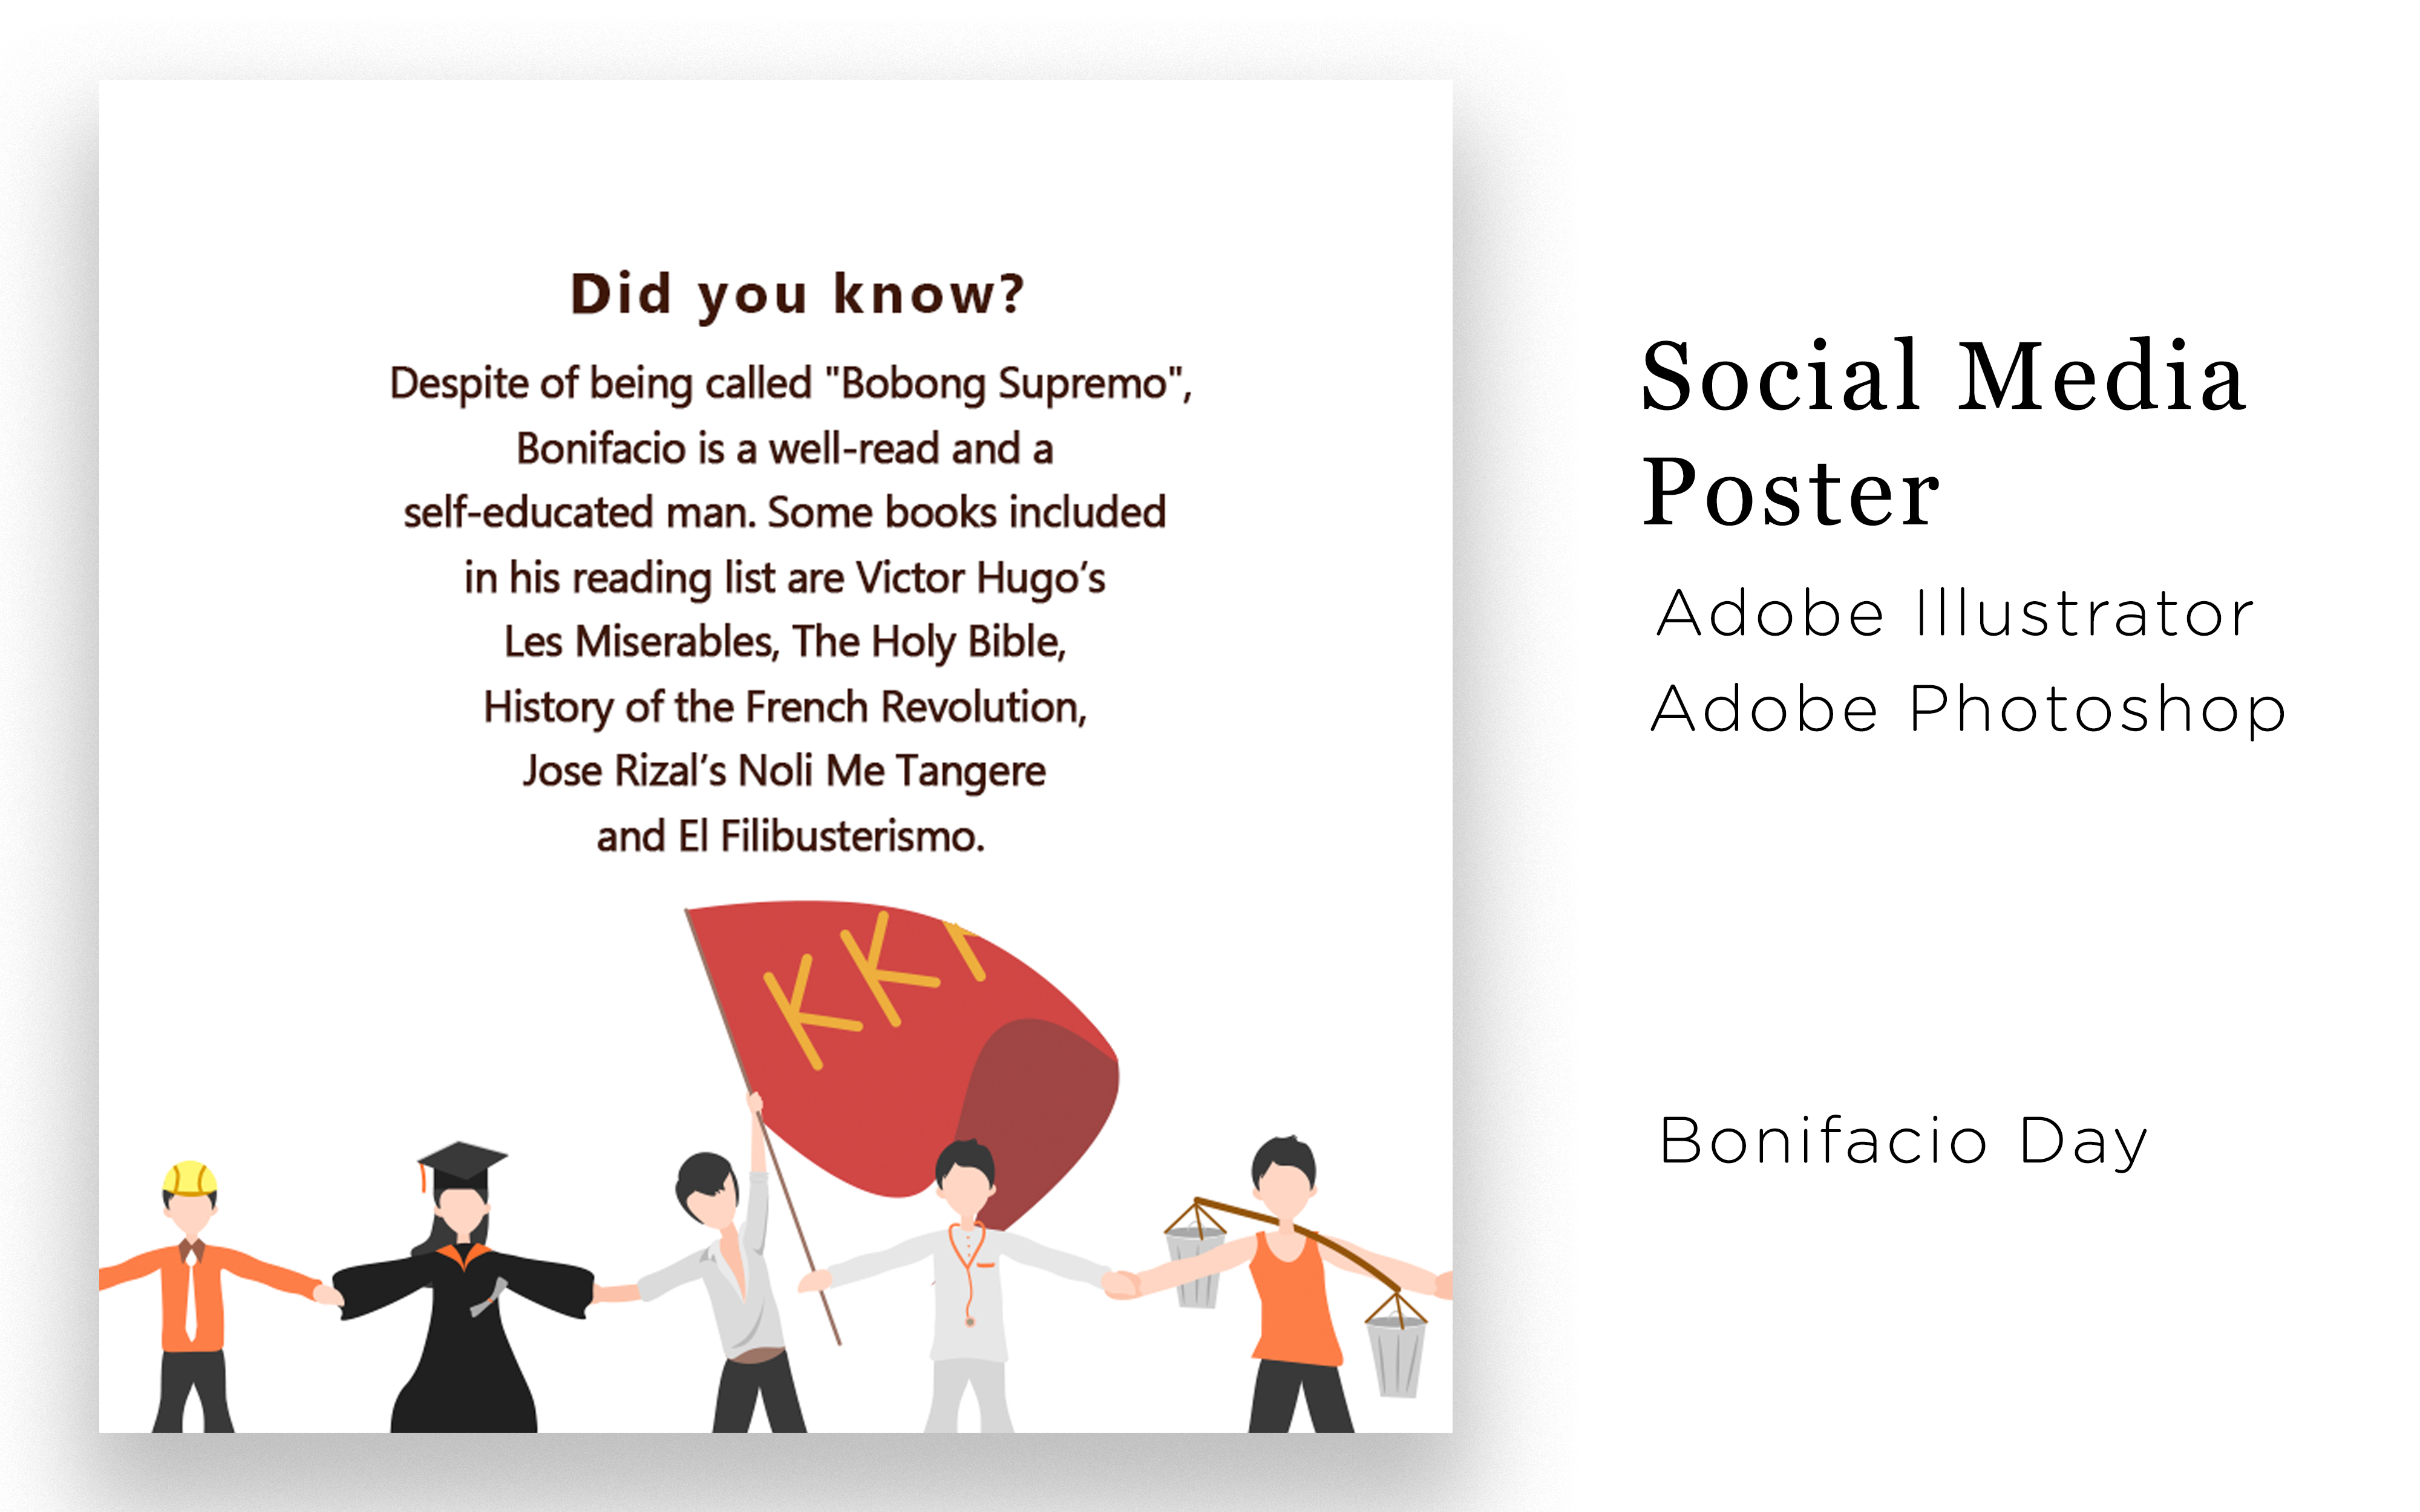 Did you know?
Despite of being called "Bobong Supremo",
Bonifacio is a well-read and a
self-educated man. Some books included
in his reading list are Victor Hugo’s
Les Miserables, The Holy Bible,
History of the French Revolution,
Jose Rizal’s Noli Me Tangere
and El Filibusterismo.
KKK
Social Media
Poster
Adobe Illustrator
Adobe Photoshop
Bonifacio Day